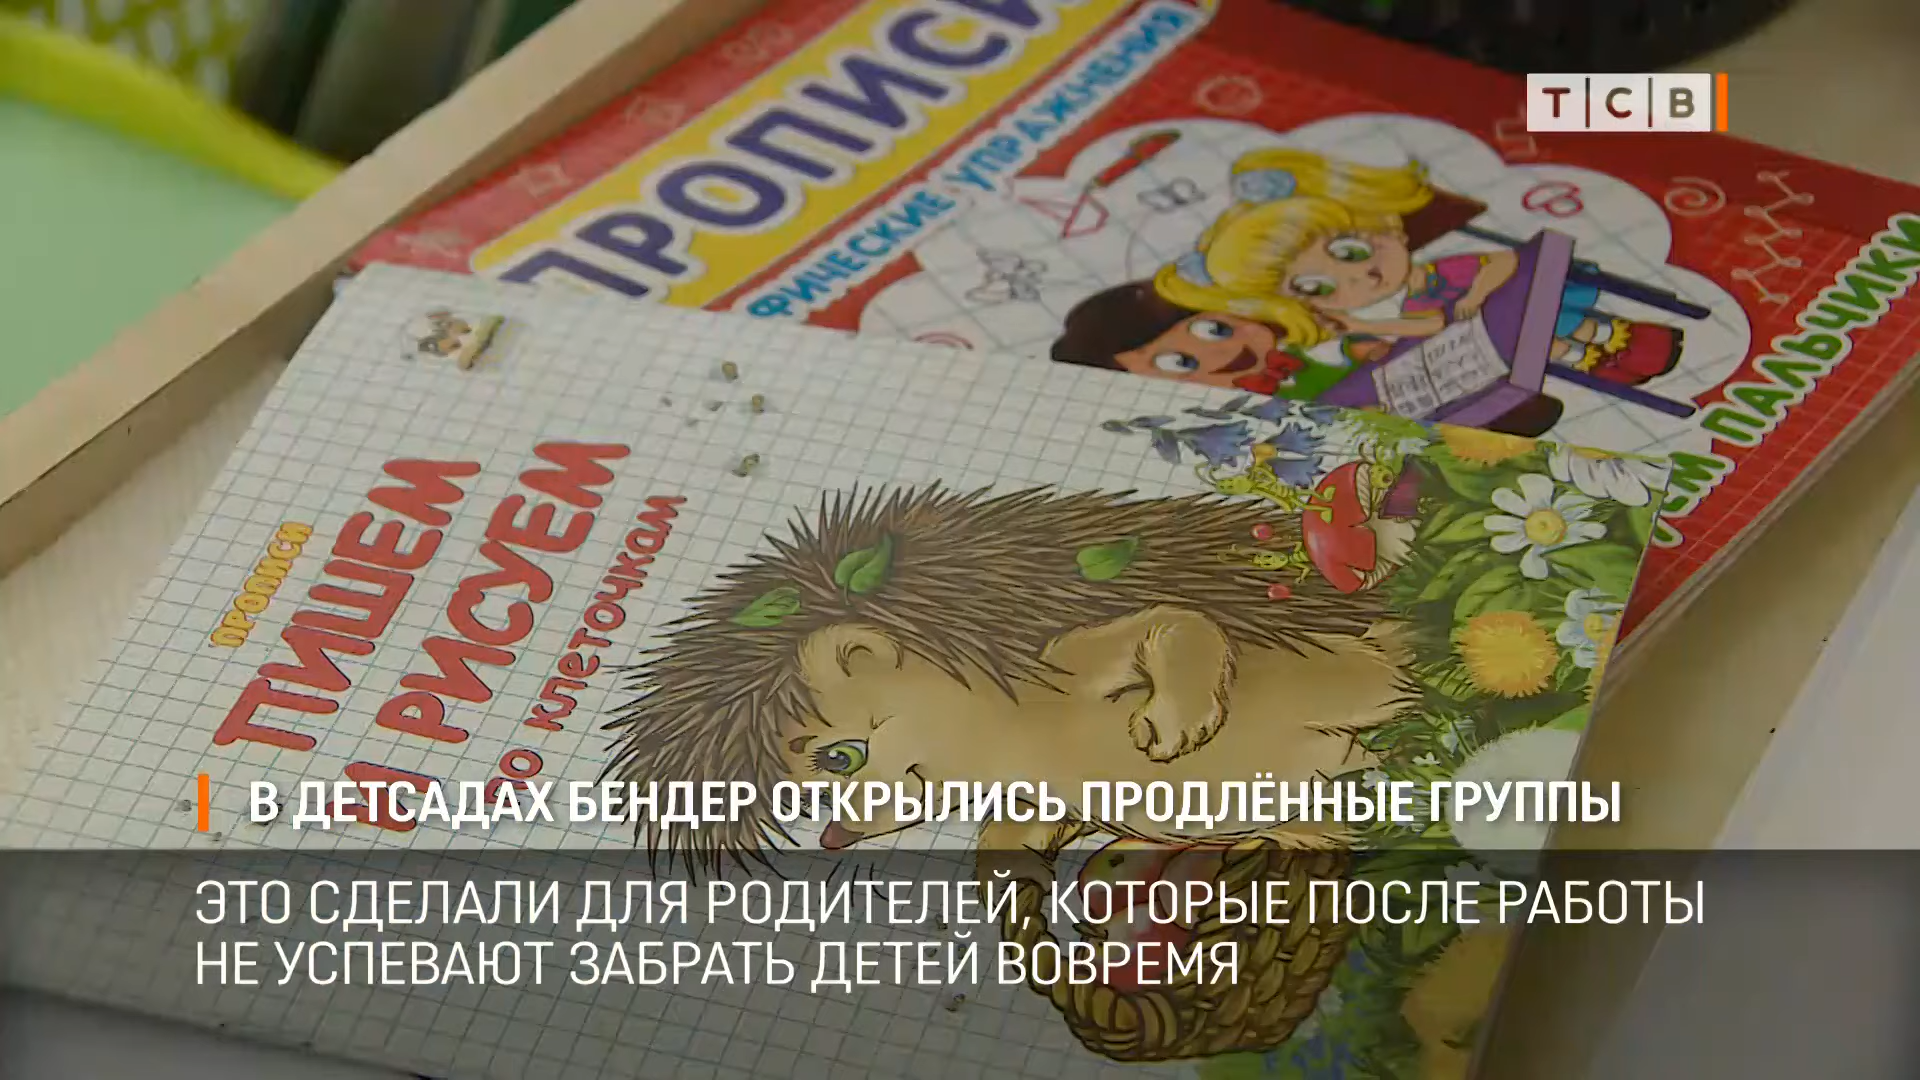 ПРОПИСИ
ФИЧЕСКИЕ УПРАЖНЕНИЯ
ПАЛЬЧИКИ
Т|С|В
ПРОПИСИ
ПИШЕМ
И РИСУЕМ
ПО КЛЕТОЧКАМ
В ДЕТСАДАХ БЕНДЕР ОТКРЫЛИСЬ ПРОДЛЁННЫЕ ГРУППЫ
ЭТО СДЕЛАЛИ ДЛЯ РОДИТЕЛЕЙ, КОТОРЫЕ ПОСЛЕ РАБОТЫ
НЕ УСПЕВАЮТ ЗАБРАТЬ ДЕТЕЙ ВОВРЕМЯ